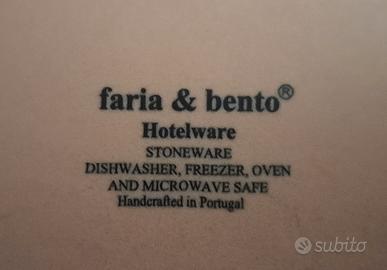 faria & bento®
Hotelware
STONEWARE
DISHWASHER, FREEZER, OVEN
AND MICROWAVE SAFE
Handcrafted in Portugal
subito